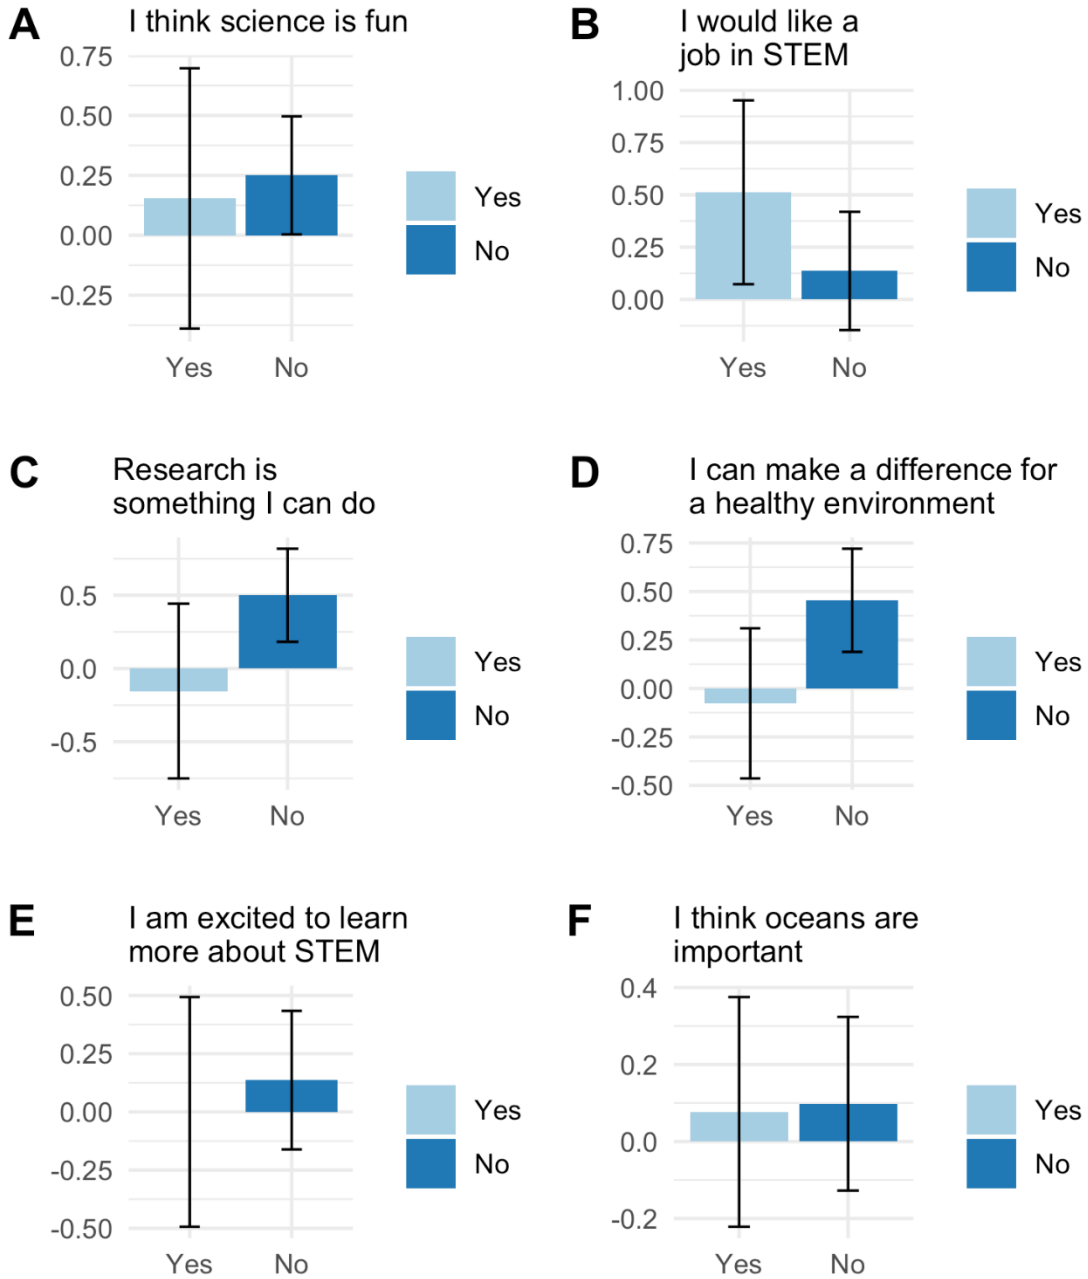 A
I think science is fun
0.75
0.50
0.25
0.00
-0.25
Yes
No
Yes
No
B
I would like a
job in STEM
1.00
0.75
0.50
0.25
0.00
Yes
No
Yes
No
C
Research is
something I can do
0.5
0.0
-0.5
Yes
No
Yes
No
D
I can make a difference for
a healthy environment
0.75
0.50
0.25
0.00
-0.25
-0.50
Yes
No
Yes
No
E
I am excited to learn
more about STEM
0.50
0.25
0.00
-0.25
-0.50
Yes
No
Yes
No
F
I think oceans are
important
0.4
0.2
0.0
-0.2
Yes
No
Yes
No